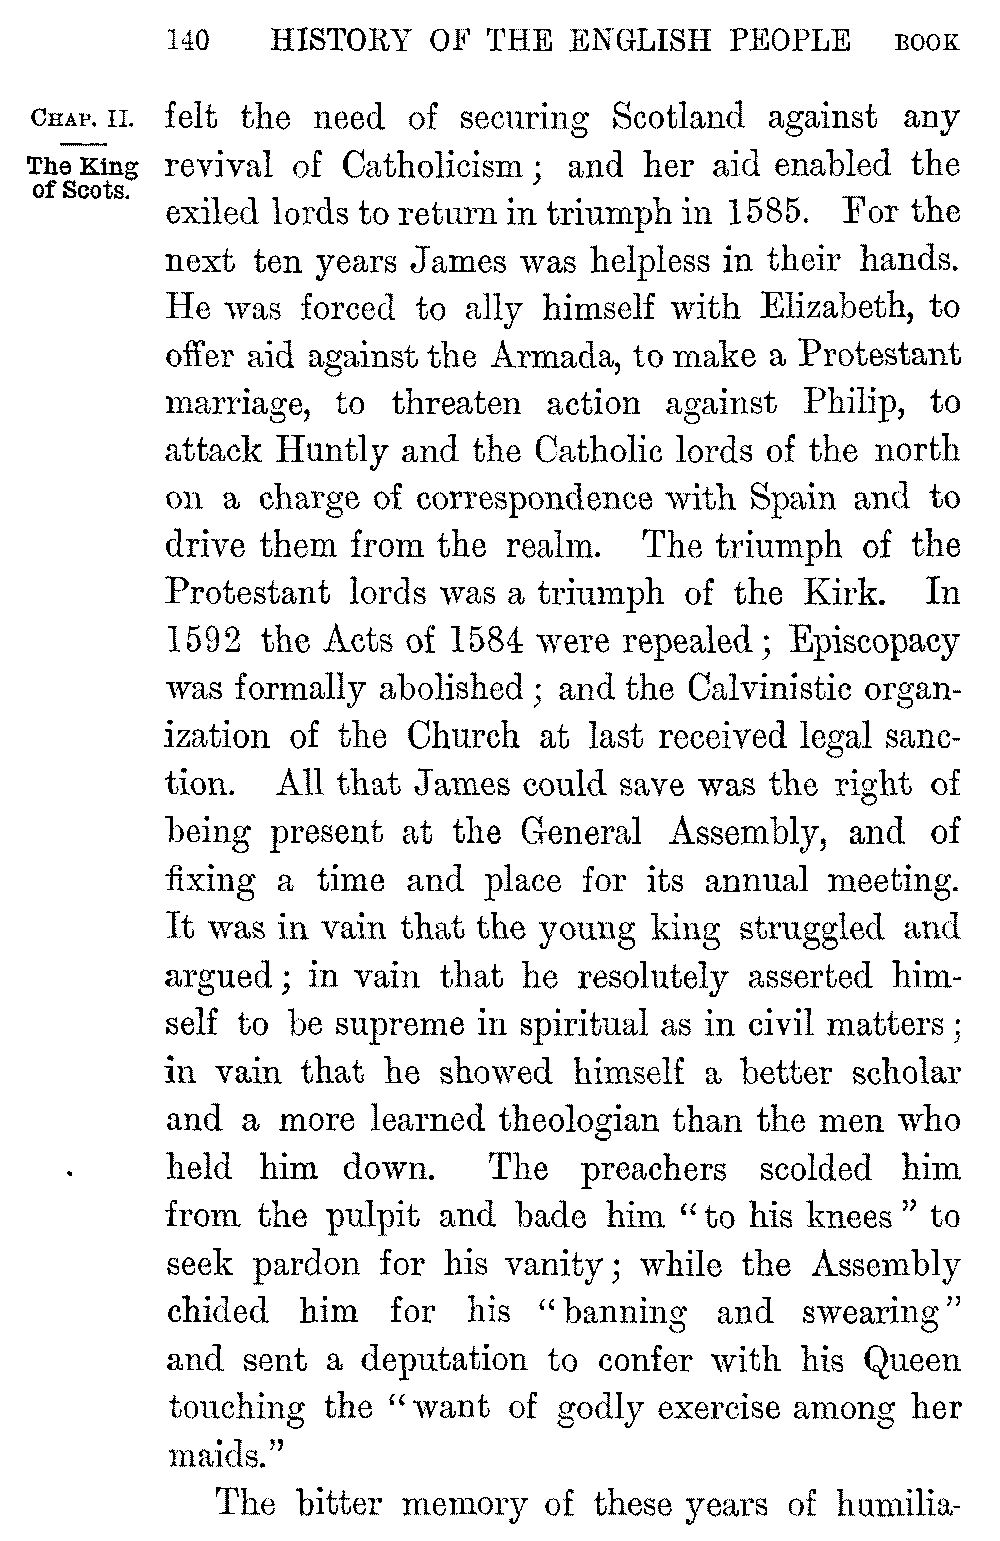 140 HISTORY OF THE ENGLISH PEOPLE BOOK
CHAP. II.
The King
of Scots.
felt the need of securing Scotland against any
revival of Catholicism; and her aid enabled the
exiled lords to return in triumph in 1585. For the
next ten years James was helpless in their hands.
He was forced to ally himself with Elizabeth, to
offer aid against the Armada, to make a Protestant
marriage, to threaten action against Philip, to
attack Huntly and the Catholic lords of the north
on a charge of correspondence with Spain and to
drive them from the realm. The triumph of the
Protestant lords was a triumph of the Kirk. In
1592 the Acts of 1584 were repealed; Episcopacy
was formally abolished; and the Calvinistic organ-
ization of the Church at last received legal sanc-
tion. All that James could save was the right of
being present at the General Assembly, and of
fixing a time and place for its annual meeting.
It was in vain that the young king struggled and
argued; in vain that he resolutely asserted him-
self to be supreme in spiritual as in civil matters;
in vain that he showed himself a better scholar
and a more learned theologian than the men who
held him down. The preachers scolded him
from the pulpit and bade him "to his knees" to
seek pardon for his vanity; while the Assembly
chided him for his "banning and swearing"
and sent a deputation to confer with his Queen
touching the "want of godly exercise among her
maids."
The bitter memory of these years of humilia-